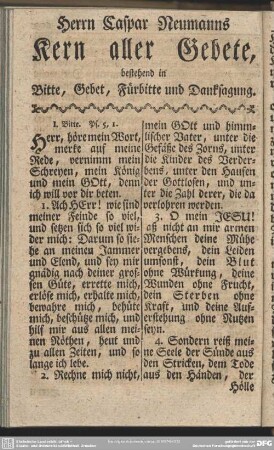 Herrn Caspar Neumanns
Kern aller Gebete,
bestehend in
Bitte, Gebet, Fürbitte und Danksagung.
I. Bitte. Ps. 5, 1.
Herr, höre mein Wort,
merke auf meine
Rede, vernimm mein
Schreyen, mein König
und mein GOtt, denn
ich will vor dir beten.
1. Ach HErr! wie sind
meiner Feinde so viel,
und setzen sich so viel wi-
der mich: Darum so sie-
he an meinen Jammer
und Elend, und sey mir
gnädig nach deiner gros-
sen Güte, errette mich,
erlöse mich, erhalte mich,
bewahre mich, behüte
mich, beschütze mich, und
hilf mir aus allen mei-
nen Nöthen, heut und
zu allen Zeiten, und so
lange ich lebe.
2. Rechne mich nicht,
mein GOtt und himm-
lischer Vater, unter die
Gefäße des Zorns, unter
die Kinder des Verder-
bens, unter den Haufen
der Gottlosen, und un-
ter die Zahl derer, die da
verlohren werden.
3. O mein JESU!
laß nicht an mir armen
Menschen deine Mühe
vergebens, dein Leiden
umsonst, dein Blut
ohne Würkung, deine
Wunden ohne Frucht,
dein Sterben ohne
Kraft, und deine Auf-
erstehung ohne Nutzen
seyn.
4. Sondern reiß mei-
ne Seele der Sünde aus
den Stricken, dem Tode
aus den Händen, der
Hölle